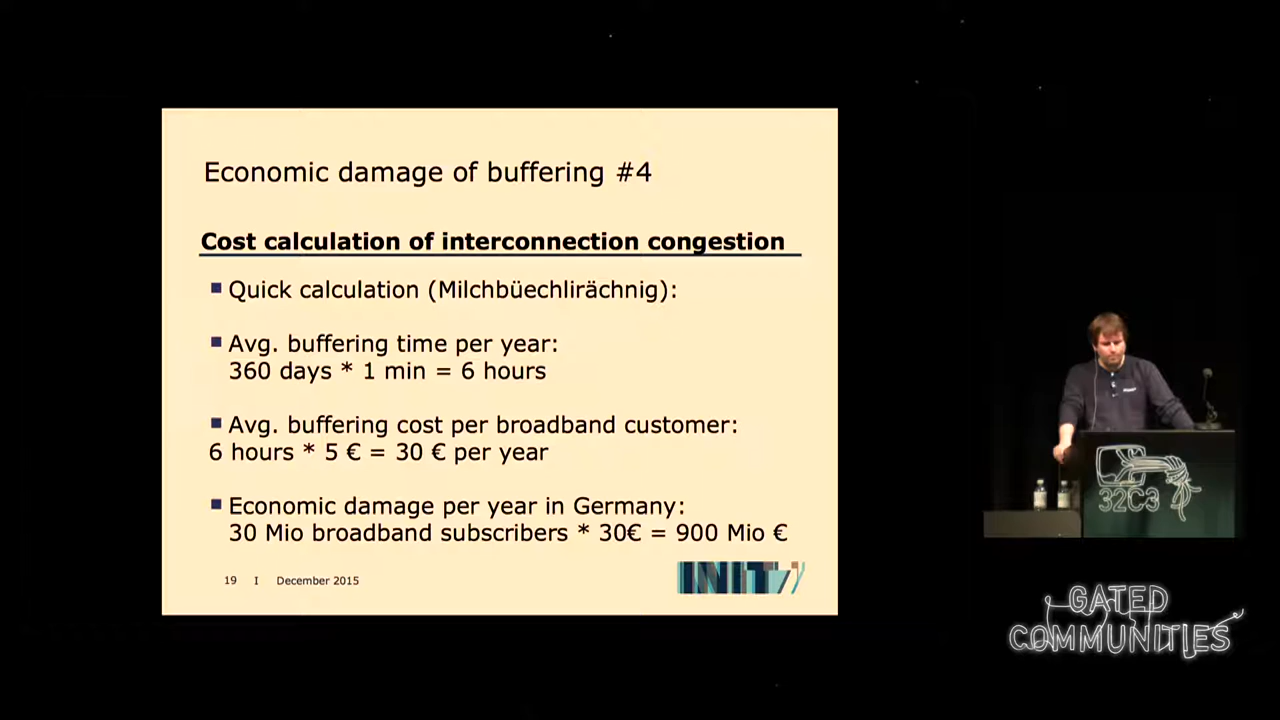 Economic damage of buffering #4
Cost calculation of interconnection congestion
Quick calculation (Milchbüechlirächnig):
Avg. buffering time per year:
360 days * 1 min = 6 hours
Avg. buffering cost per broadband customer:
6 hours * 5 € = 30 € per year
Economic damage per year in Germany:
30 Mio broadband subscribers * 30€ = 900 Mio €
19 I December 2015
INIT7
32C3
GATED
COMMUNITIES